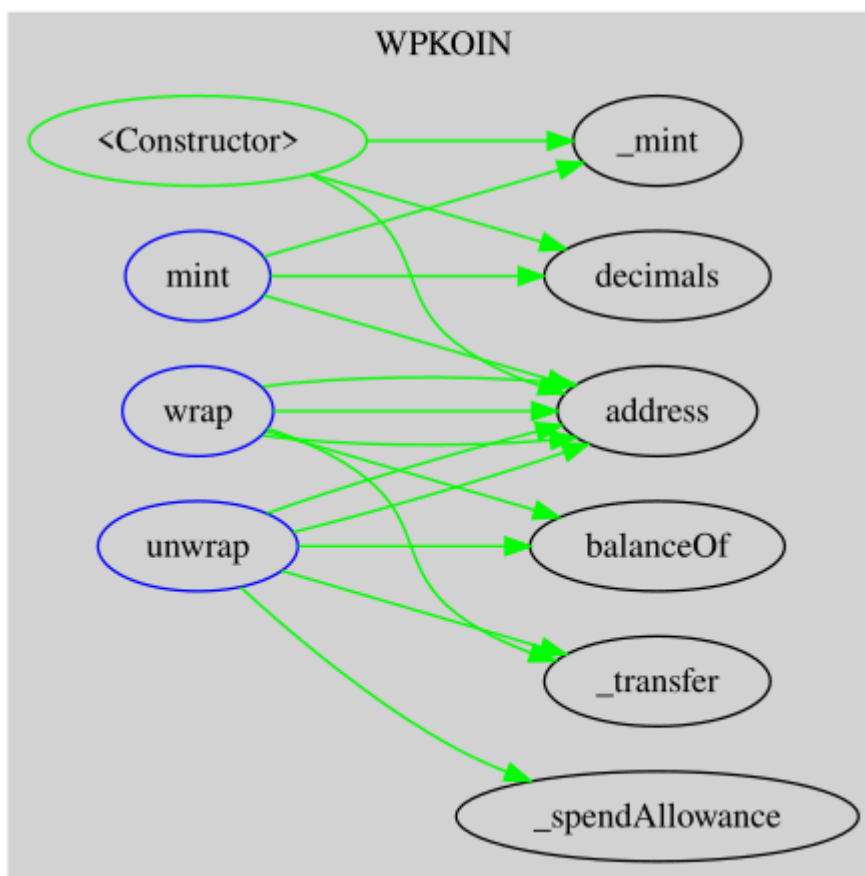 WPKOIN
<Constructor>
_mint
mint
decimals
wrap
address
unwrap
balanceOf
_transfer
_spendAllowance